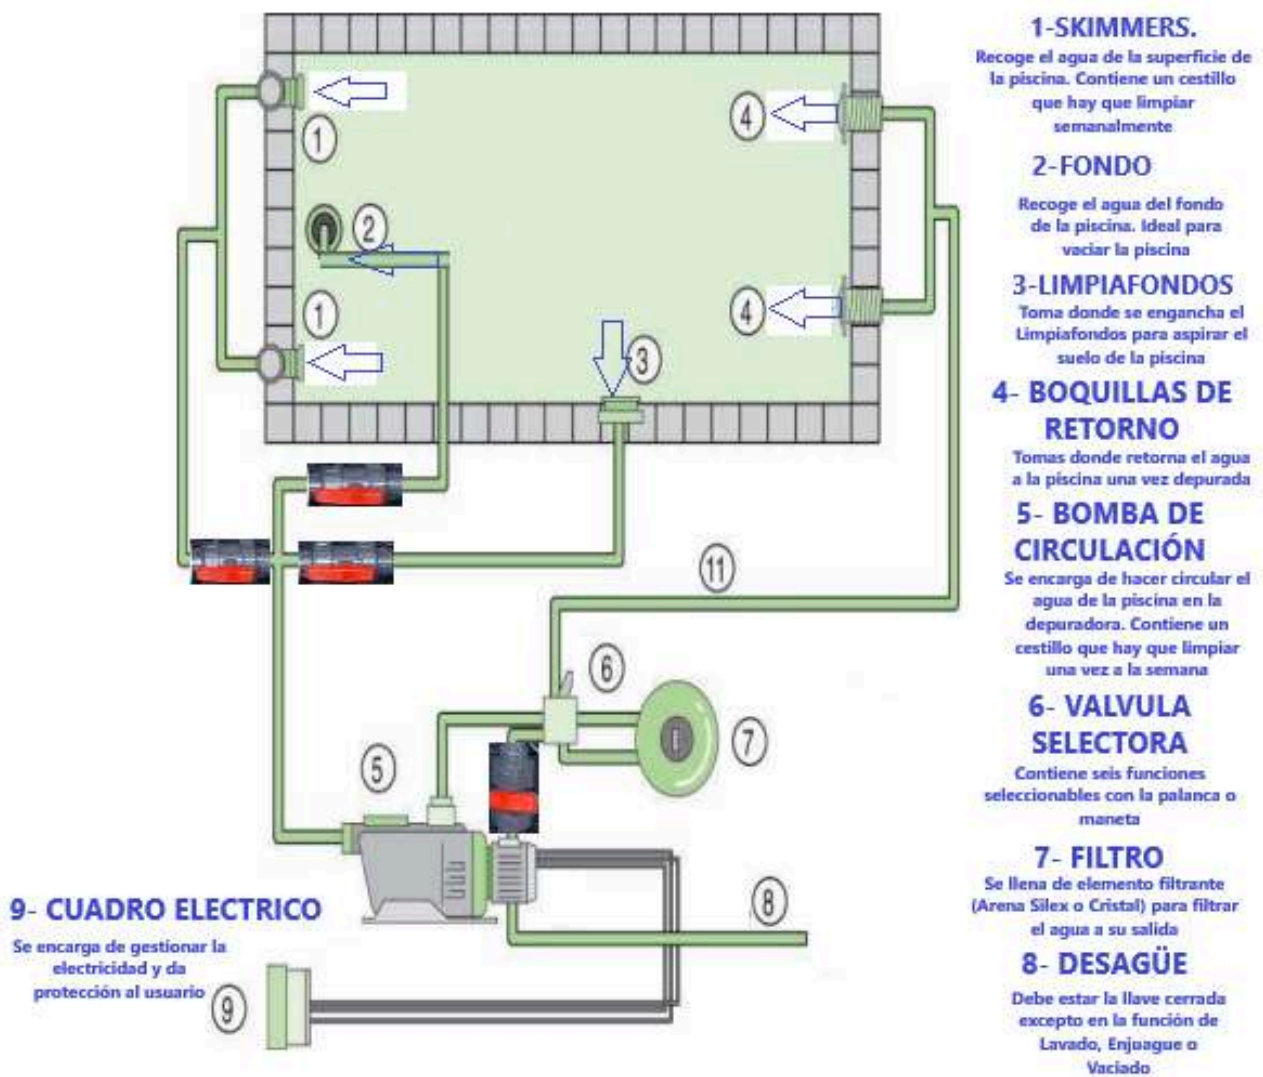 1-SKIMMERS.
Recoge el agua de la superficie de
la piscina. Contiene un cestillo
que hay que limpiar
semanalmente
2-FONDO
Recoge el agua del fondo
de la piscina. Ideal para
vaciar la piscina
3-LIMPIAFONDOS
Toma donde se engancha el
Limpiafondos para aspirar el
suelo de la piscina
4- BOQUILLAS DE
RETORNO
Tomas donde retorna el agua
a la piscina una vez depurada
5- BOMBA DE
CIRCULACIÓN
Se encarga de hacer circular el
agua de la piscina en la
depuradora. Contiene un
cestillo que hay que limpiar
una vez a la semana
6- VALVULA
SELECTORA
Contiene seis funciones
seleccionables con la palanca o
maneta
7- FILTRO
Se llena de elemento filtrante
(Arena Silex o Cristal) para filtrar
el agua a su salida
8- DESAGÜE
Debe estar la llave cerrada
excepto en la función de
Lavado, Enjuague o
Vaciado
9- CUADRO ELECTRICO
Se encarga de gestionar la
electricidad y da
protección al usuario
1
4
2
1
4
3
11
6
7
5
8
9